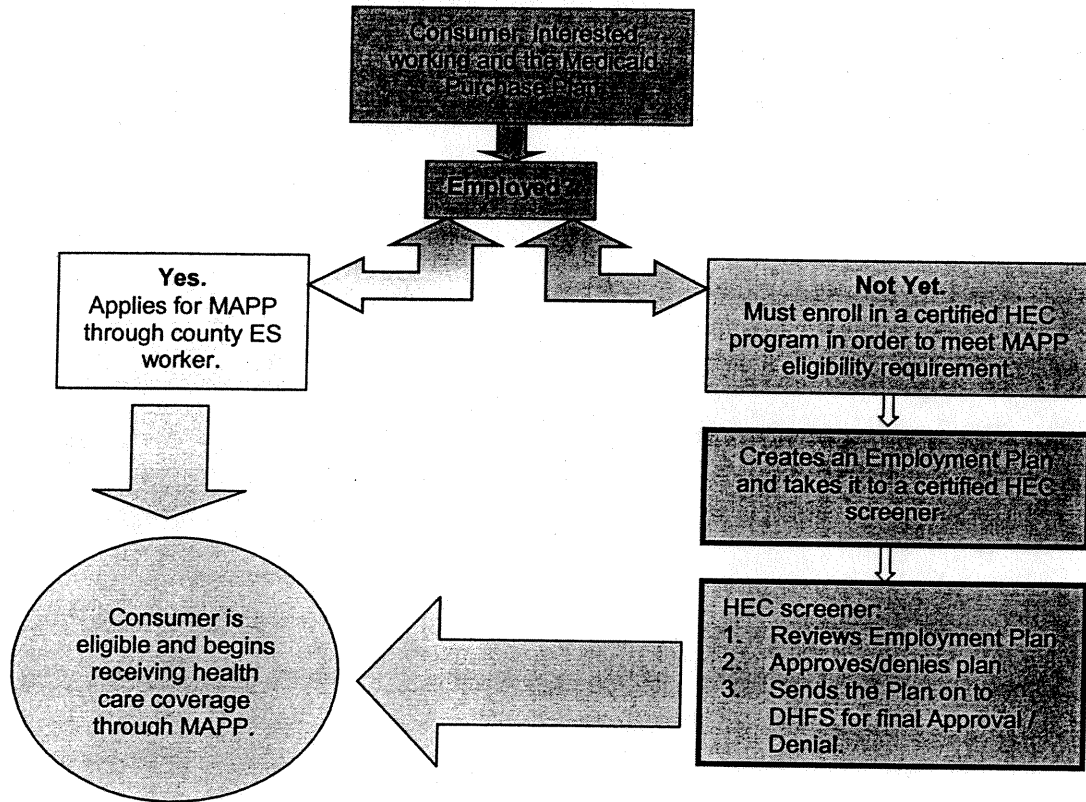 Consumer Interested
working and the Medicaid
Purchase Plan
Employed?
Yes.
Applies for MAPP
through county ES
worker.
Not Yet.
Must enroll in a certified HEC
program in order to meet MAPP
eligibility requirement.
Creates an Employment Plan
and takes it to a certified HEC
screener
HEC screener
1. Reviews Employment Plan
2. Approves/denies plan
3. Sends the Plan on to
DHFS for final Approval /
Denial.
Consumer is
eligible and begins
receiving health
care coverage
through MAPP.